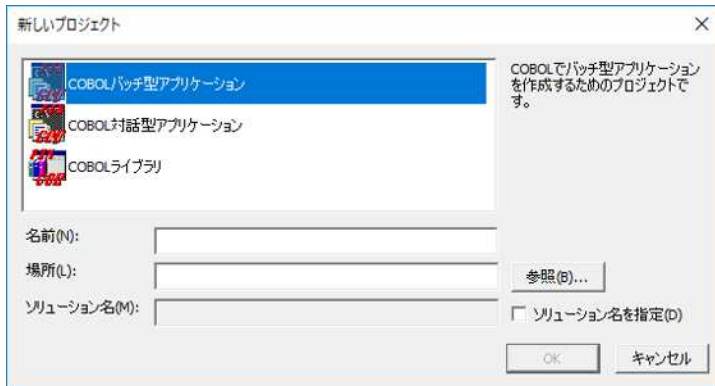 新しいプロジェクト
COBOLバッチ型アプリケーション
COBOL対話型アプリケーション
COBOLライブラリ
COBOLでバッチ型アプリケーション
を作成するためのプロジェクトで
す。
名前(N):
場所(L):
参照(B)...
ソリューション名(M):
ソリューション名を指定(D)
OK
キャンセル